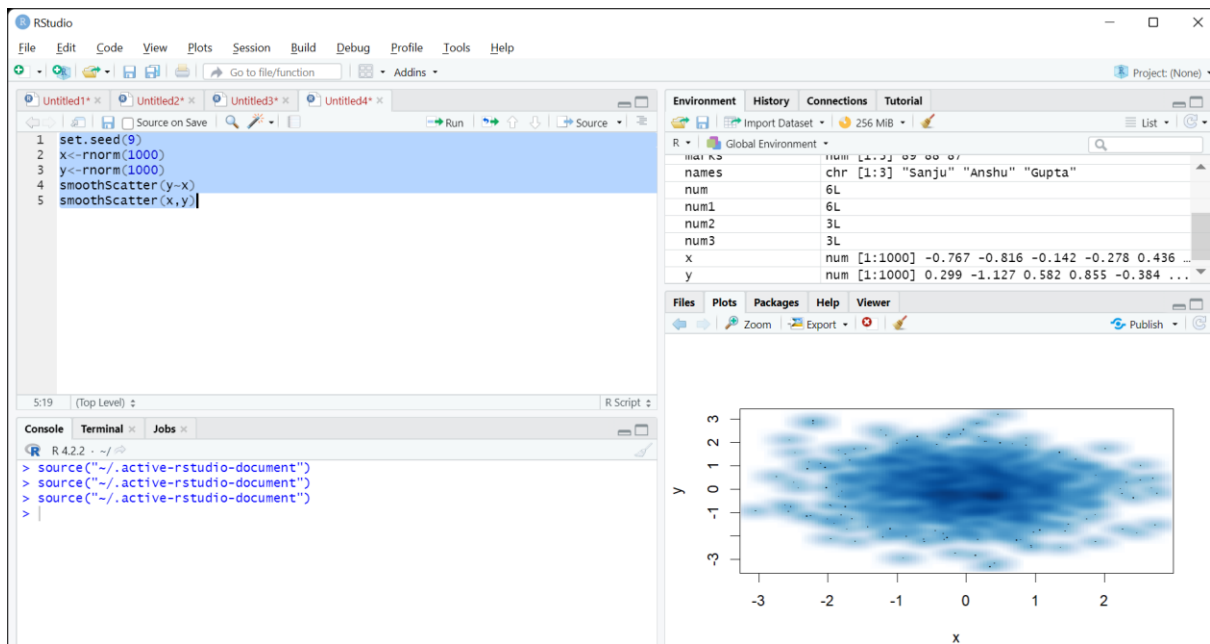 RStudio
File Edit Code View Plots Session Build Debug Profile Tools Help
Go to file/function Addins Project: (None)
Untitled1* Untitled2* Untitled3* Untitled4*
Source on Save Run Source
1 set.seed(9)
2 x<-rnorm(1000)
3 y<-rnorm(1000)
4 smoothScatter(y~x)
5 smoothScatter(x,y)
5:19 (Top Level) R Script
Console Terminal Jobs
R 4.2.2 · ~/
> source("~/.active-rstudio-document")
> source("~/.active-rstudio-document")
> source("~/.active-rstudio-document")
>
Environment History Connections Tutorial
Import Dataset 256 MiB List
R Global Environment
marks num [1:3] 89 88 87
names chr [1:3] "Sanju" "Anshu" "Gupta"
num 6L
num1 6L
num2 3L
num3 3L
x num [1:1000] -0.767 -0.816 -0.142 -0.278 0.436 ...
y num [1:1000] 0.299 -1.127 0.582 0.855 -0.384 ...
Files Plots Packages Help Viewer
Zoom Export Publish
3
2
1
0
-1
-3
y
-3 -2 -1 0 1 2
x